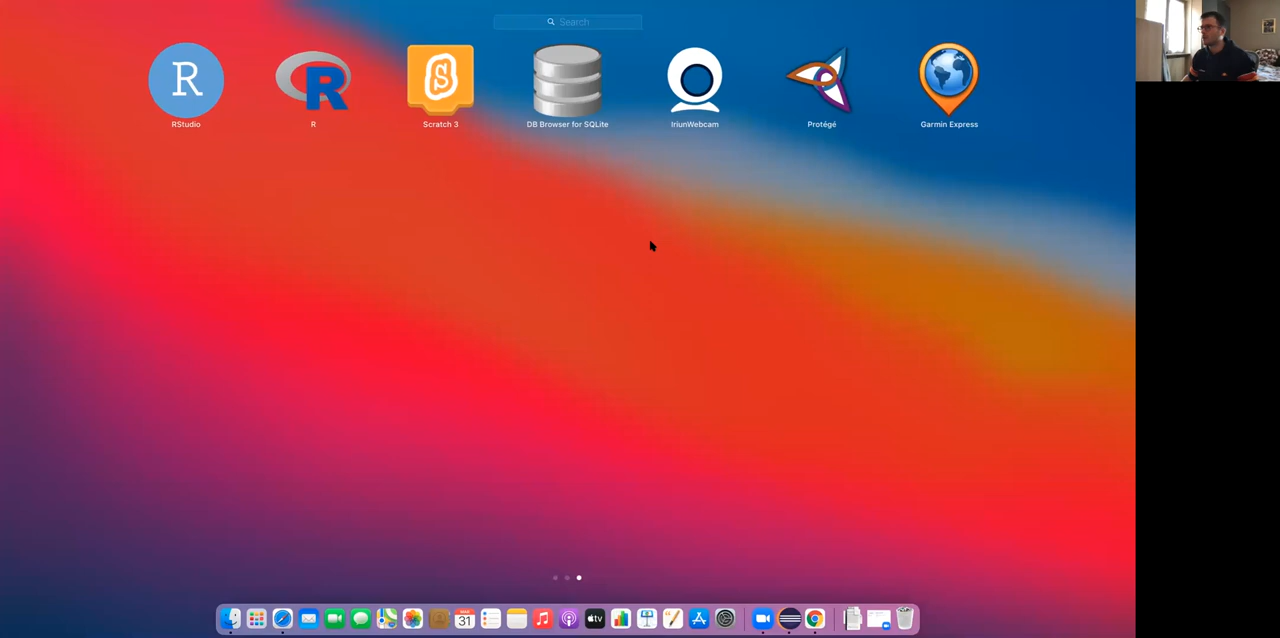 Search
R
RStudio
R
R
S
Scratch 3
DB Browser for SQLite
IriunWebcam
Protégé
Garmin Express
31
tv